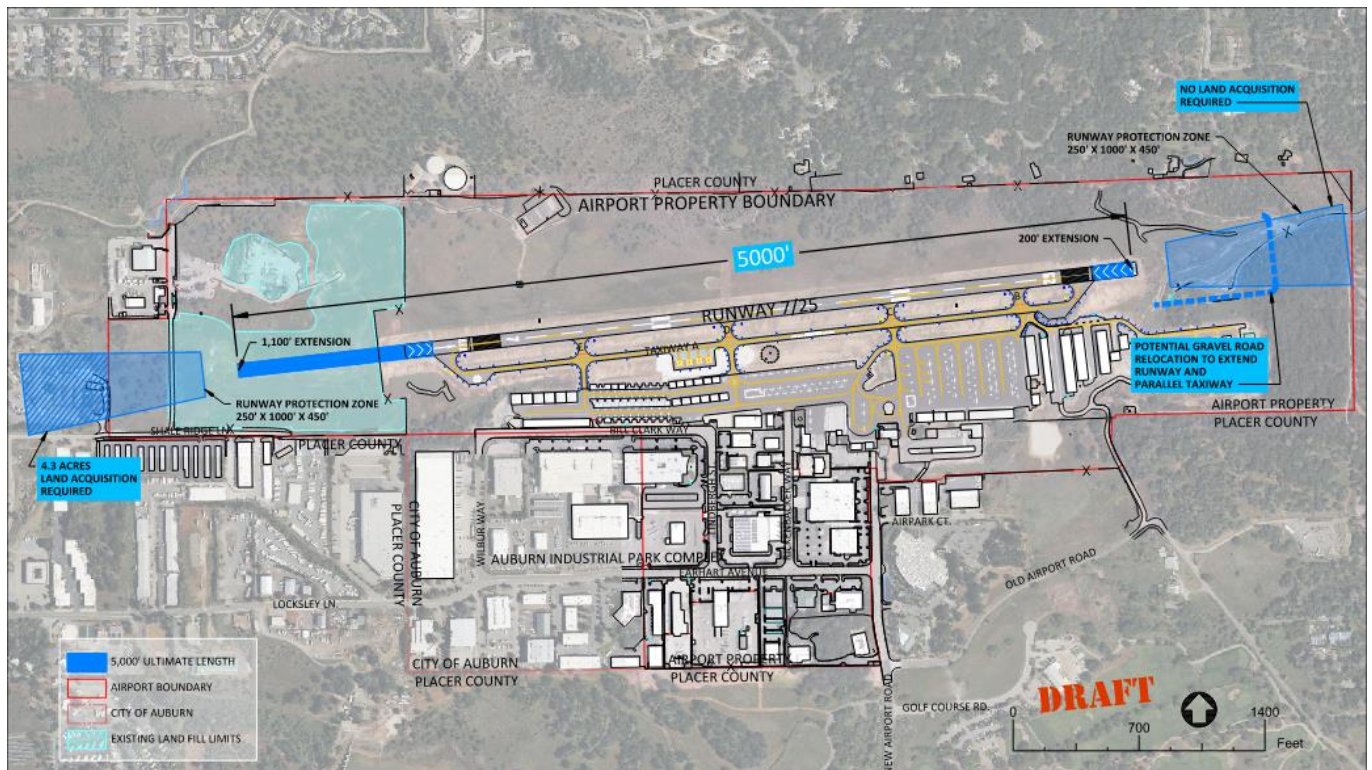 NO LAND ACQUISITION
REQUIRED
RUNWAY PROTECTION ZONE
250' X 1000' X 450'
PLACER COUNTY
AIRPORT PROPERTY BOUNDARY
5000'
200' EXTENSION
RUNWAY 7/25
1,100' EXTENSION
TAXIWAY A
B
POTENTIAL GRAVEL ROAD
RELOCATION TO EXTEND
RUNWAY AND
PARALLEL TAXIWAY
RUNWAY PROTECTION ZONE
250' X 1000' X 450'
AIRPORT PROPERTY
PLACER COUNTY
SHALE RIDGE LN.
PLACER COUNTY
BILL CLARK WAY
4.3 ACRES
LAND ACQUISITION
REQUIRED
CITY OF AUBURN
PLACER COUNTY
WILBUR WAY
LINDBERGH ST.
RICKENBACKER WAY
AIRPARK CT.
AUBURN INDUSTRIAL PARK COMPLEX
EARHART AVENUE
OLD AIRPORT ROAD
LOCKSLEY LN.
CITY OF AUBURN
PLACER COUNTY
AIRPORT PROPERTY
PLACER COUNTY
NEW AIRPORT ROAD
GOLF COURSE RD.
5,000' ULTIMATE LENGTH
AIRPORT BOUNDARY
CITY OF AUBURN
EXISTING LAND FILL LIMITS
DRAFT
0
700
1400
Feet